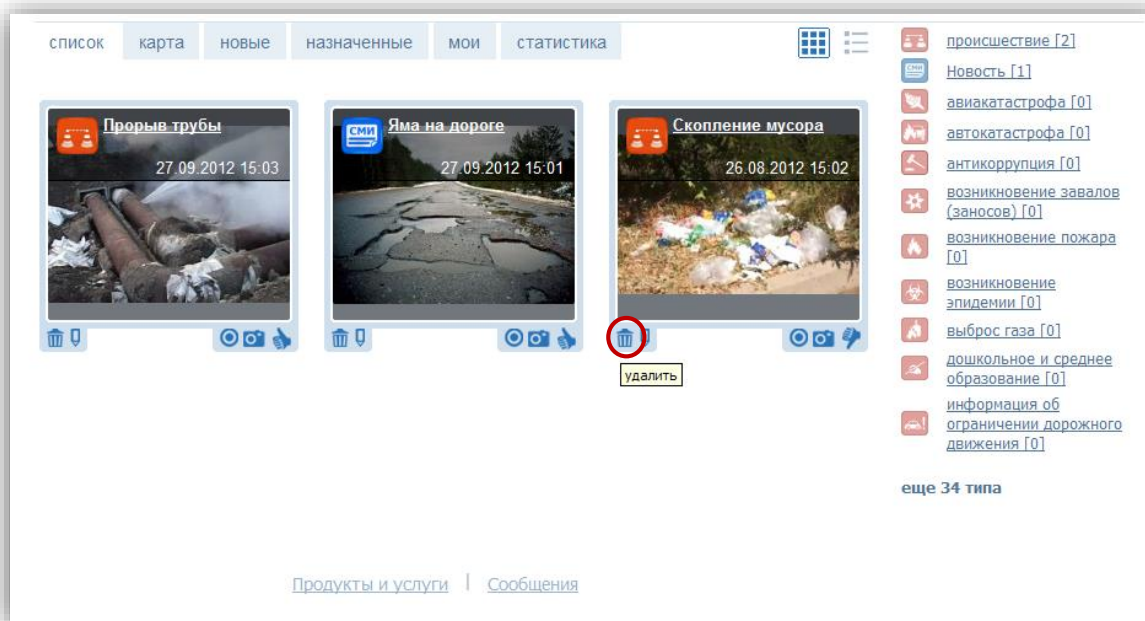 список карта новые назначенные мои статистика
Прорыв трубы
27.09.2012 15:03
СМИ
Яма на дороге
27.09.2012 15:01
Скопление мусора
26.08.2012 15:02
удалить
происшествие [2]
СМИ
Новость [1]
авиакатастрофа [0]
автокатастрофа [0]
антикоррупция [0]
возникновение завалов
(заносов) [0]
возникновение пожара
[0]
возникновение
эпидемии [0]
выброс газа [0]
дошкольное и среднее
образование [0]
информация об
ограничении дорожного
движения [0]
еще 34 типа
Продукты и услуги | Сообщения